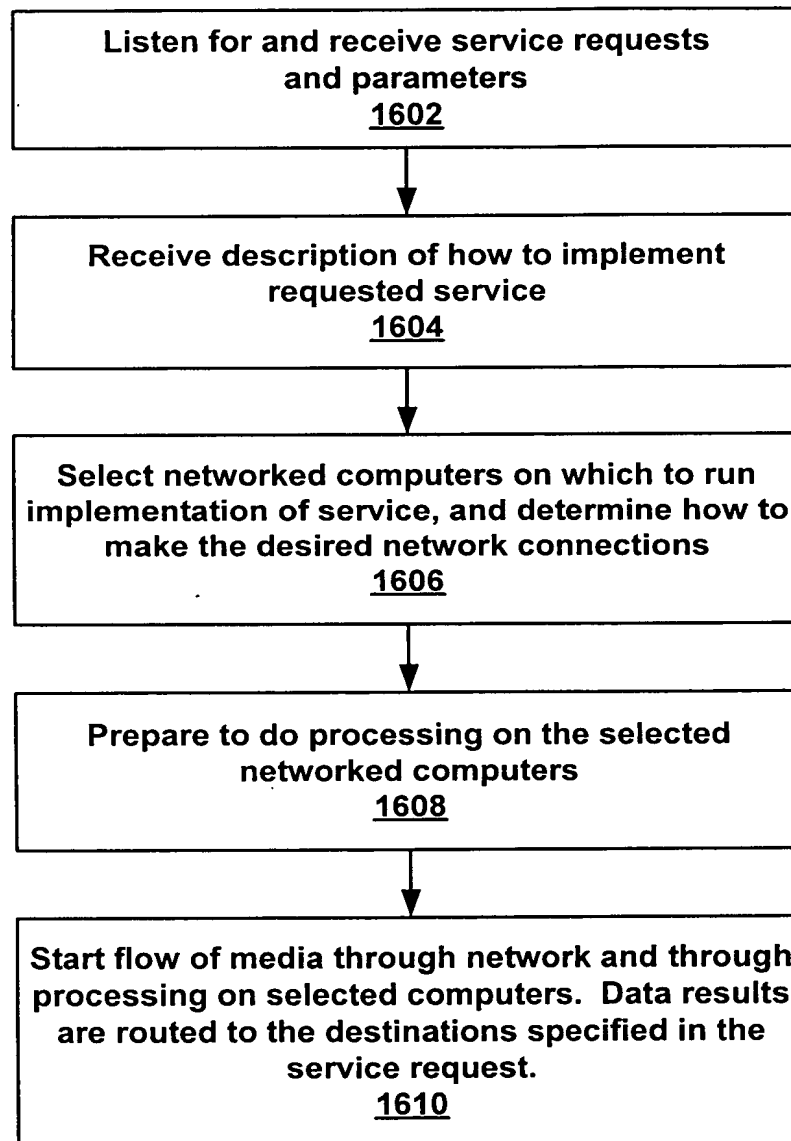 Listen for and receive service requests
and parameters
1602
Receive description of how to implement
requested service
1604
Select networked computers on which to run
implementation of service, and determine how to
make the desired network connections
1606
Prepare to do processing on the selected
networked computers
1608
Start flow of media through network and through
processing on selected computers.  Data results
are routed to the destinations specified in the
service request.
1610